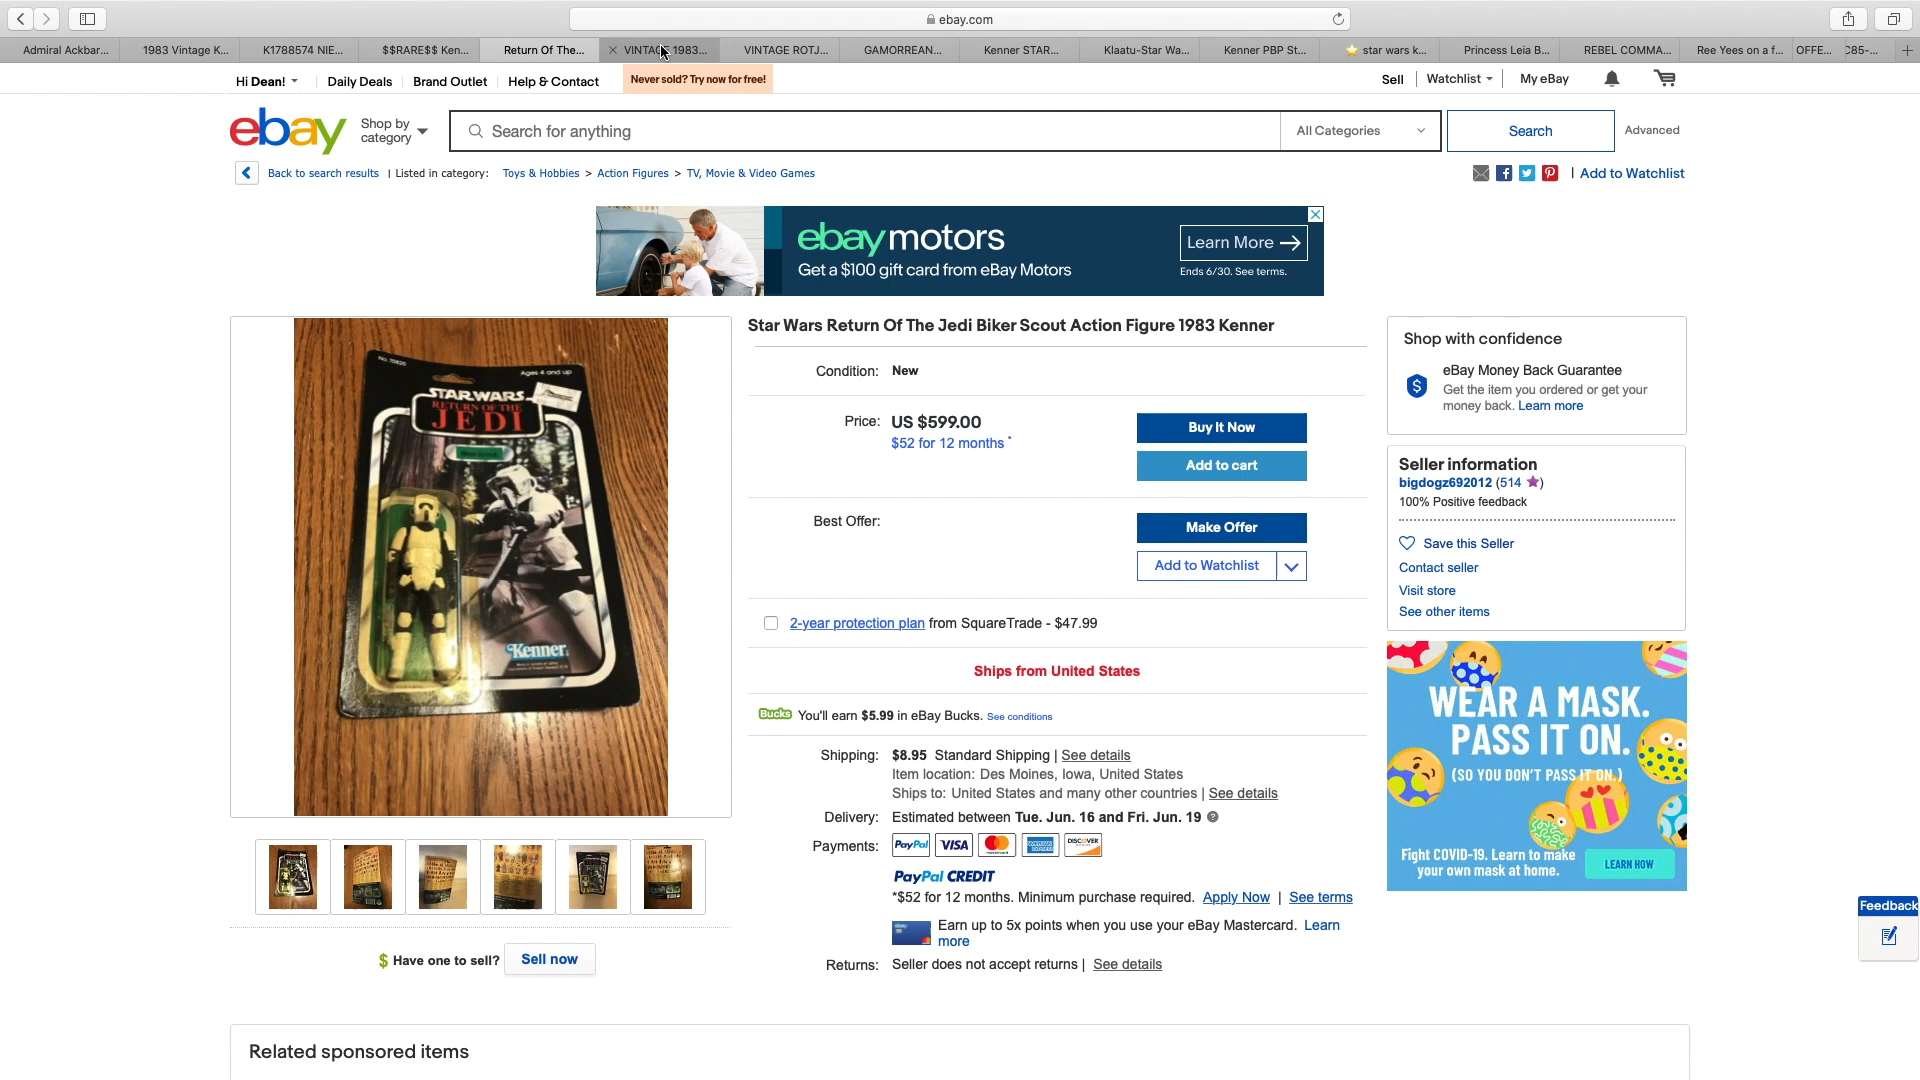 ebay.com
Admiral Ackbar...
1983 Vintage K...
K1788574 NIE...
$$RARE$$ Ken...
Return Of The...
VINTAGE 1983...
VINTAGE ROTJ...
GAMORREAN...
Kenner STAR...
Klaatu-Star Wa...
Kenner PBP St...
star wars k...
Princess Leia B...
REBEL COMMA...
Ree Yees on a f...
OFFE...
C85-...
Hi Dean!
Daily Deals
Brand Outlet
Help & Contact
Never sold? Try now for free!
Sell
Watchlist
My eBay
ebay
Shop by
category
Search for anything
All Categories
Search
Advanced
Back to search results | Listed in category: Toys & Hobbies > Action Figures > TV, Movie & Video Games
| Add to Watchlist
ebay motors
Get a $100 gift card from eBay Motors
Learn More
Ends 6/30. See terms.
No. 70820
Ages 4 and up
STAR WARS
RETURN OF THE
JEDI
Kenner
Star Wars Return Of The Jedi Biker Scout Action Figure 1983 Kenner
Condition: New
Price: US $599.00
$52 for 12 months *
Buy It Now
Add to cart
Best Offer:
Make Offer
Add to Watchlist
2-year protection plan from SquareTrade - $47.99
Ships from United States
Bucks You'll earn $5.99 in eBay Bucks. See conditions
Shipping: $8.95 Standard Shipping | See details
Item location: Des Moines, Iowa, United States
Ships to: United States and many other countries | See details
Delivery: Estimated between Tue. Jun. 16 and Fri. Jun. 19
Payments: PayPal VISA mastercard AMERICAN EXPRESS DISCOVER
PayPal CREDIT
*$52 for 12 months. Minimum purchase required. Apply Now | See terms
Earn up to 5x points when you use your eBay Mastercard. Learn
more
Returns: Seller does not accept returns | See details
Have one to sell? Sell now
Shop with confidence
eBay Money Back Guarantee
Get the item you ordered or get your
money back. Learn more
Seller information
bigdogz692012 (514)
100% Positive feedback
Save this Seller
Contact seller
Visit store
See other items
WEAR A MASK.
PASS IT ON.
(SO YOU DON'T PASS IT ON.)
Fight COVID-19. Learn to make
your own mask at home.
LEARN HOW
Feedback
Related sponsored items